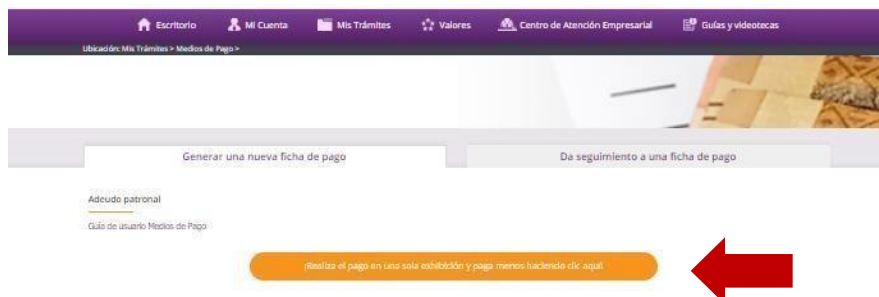 Escritorio Mi Cuenta Mis Trámites Valores Centro de Atención Empresarial Guías y videotecas
Ubicación: Mis Trámites > Medios de Pago >
Generar una nueva ficha de pago Da seguimiento a una ficha de pago
Adeudo patronal
Guía de usuario Medios de Pago
¡Realiza el pago en una sola exhibición y paga menos haciendo clic aquí!